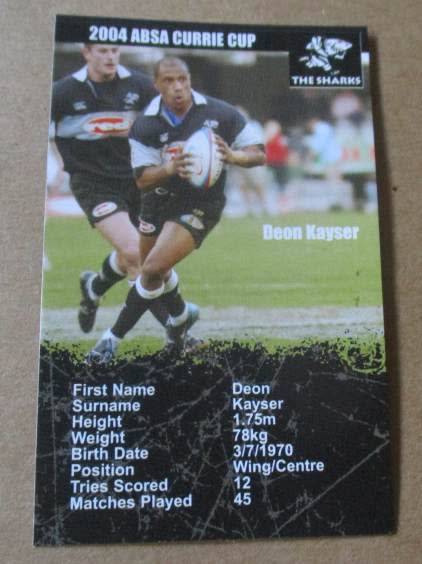 2004 ABSA CURRIE CUP
THE SHARKS
Deon Kayser
First Name Deon
Surname Kayser
Height 1.75m
Weight 78kg
Birth Date 3/7/1970
Position Wing/Centre
Tries Scored 12
Matches Played 45